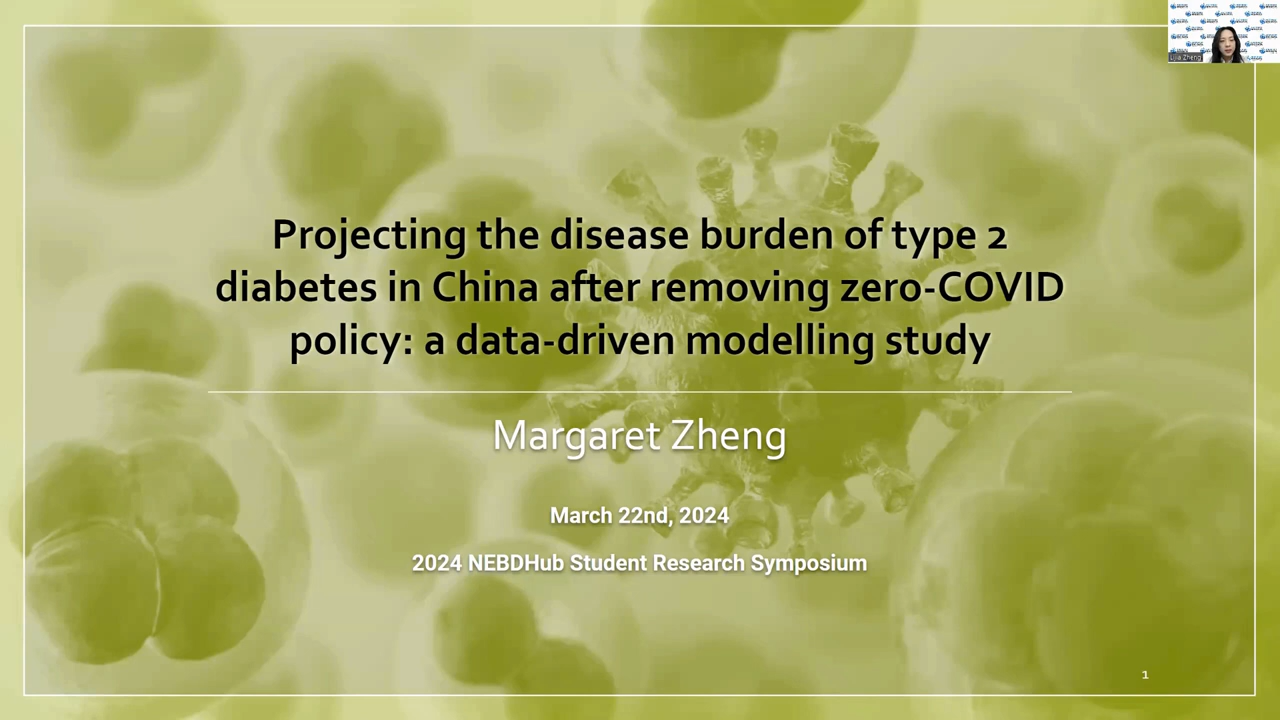 Projecting the disease burden of type 2
diabetes in China after removing zero-COVID
policy: a data-driven modelling study
Margaret Zheng
March 22nd, 2024
2024 NEBDHub Student Research Symposium
1
Zheng